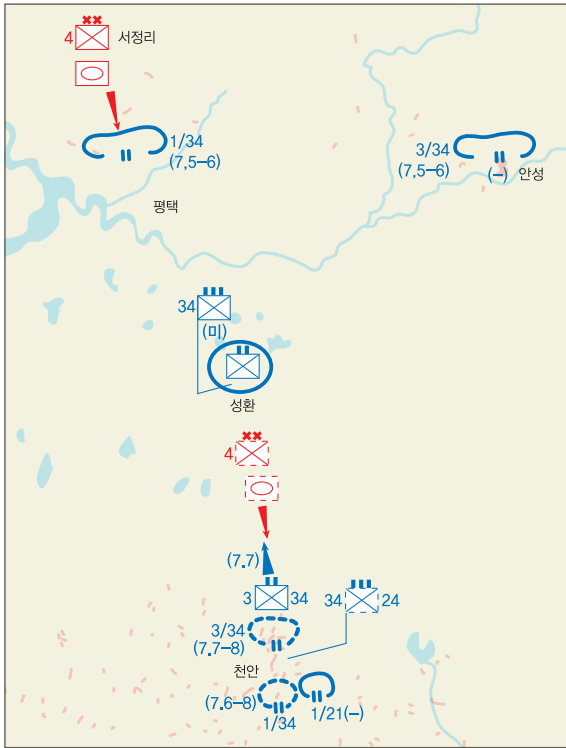 4 서정리
1/34
(7.5-6)
3/34
(7.5-6)
(-) 안성
평택
34
(미)
성환
4
(7.7)
3 34
34 24
3/34
(7.7-8)
천안
(7.6-8)
1/34
1/21(-)